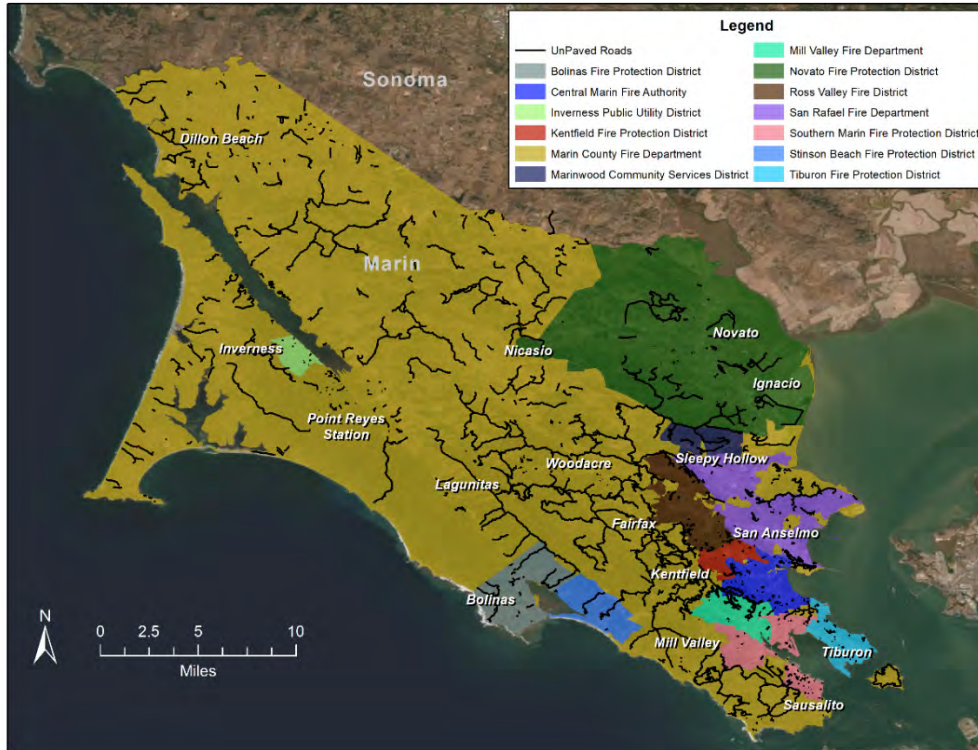 Legend
UnPaved Roads
Bolinas Fire Protection District
Central Marin Fire Authority
Inverness Public Utility District
Kentfield Fire Protection District
Marin County Fire Department
Marinwood Community Services District
Mill Valley Fire Department
Novato Fire Protection District
Ross Valley Fire District
San Rafael Fire Department
Southern Marin Fire Protection District
Stinson Beach Fire Protection District
Tiburon Fire Protection District
Sonoma
Dillon Beach
Marin
Novato
Inverness
Nicasio
Ignacio
Point Reyes
Station
Woodacre
Sleepy Hollow
Lagunitas
Fairfax
San Anselmo
Kentfield
Bolinas
Mill Valley
Tiburon
Sausalito
N
0 2.5 5 10
Miles